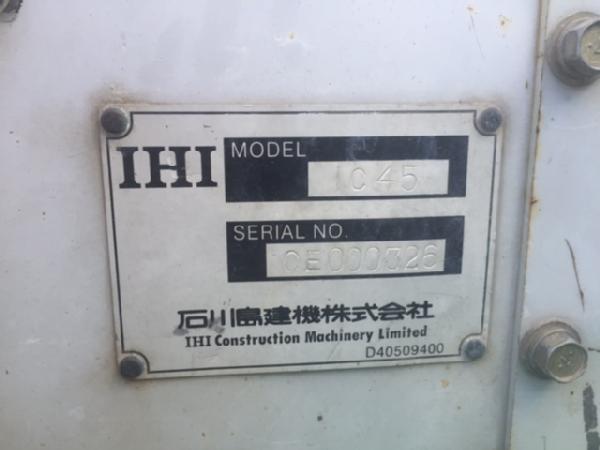 IHI
MODEL
IC45
SERIAL NO.
CE000326
石川島建機株式会社
IHI Construction Machinery Limited
D40509400